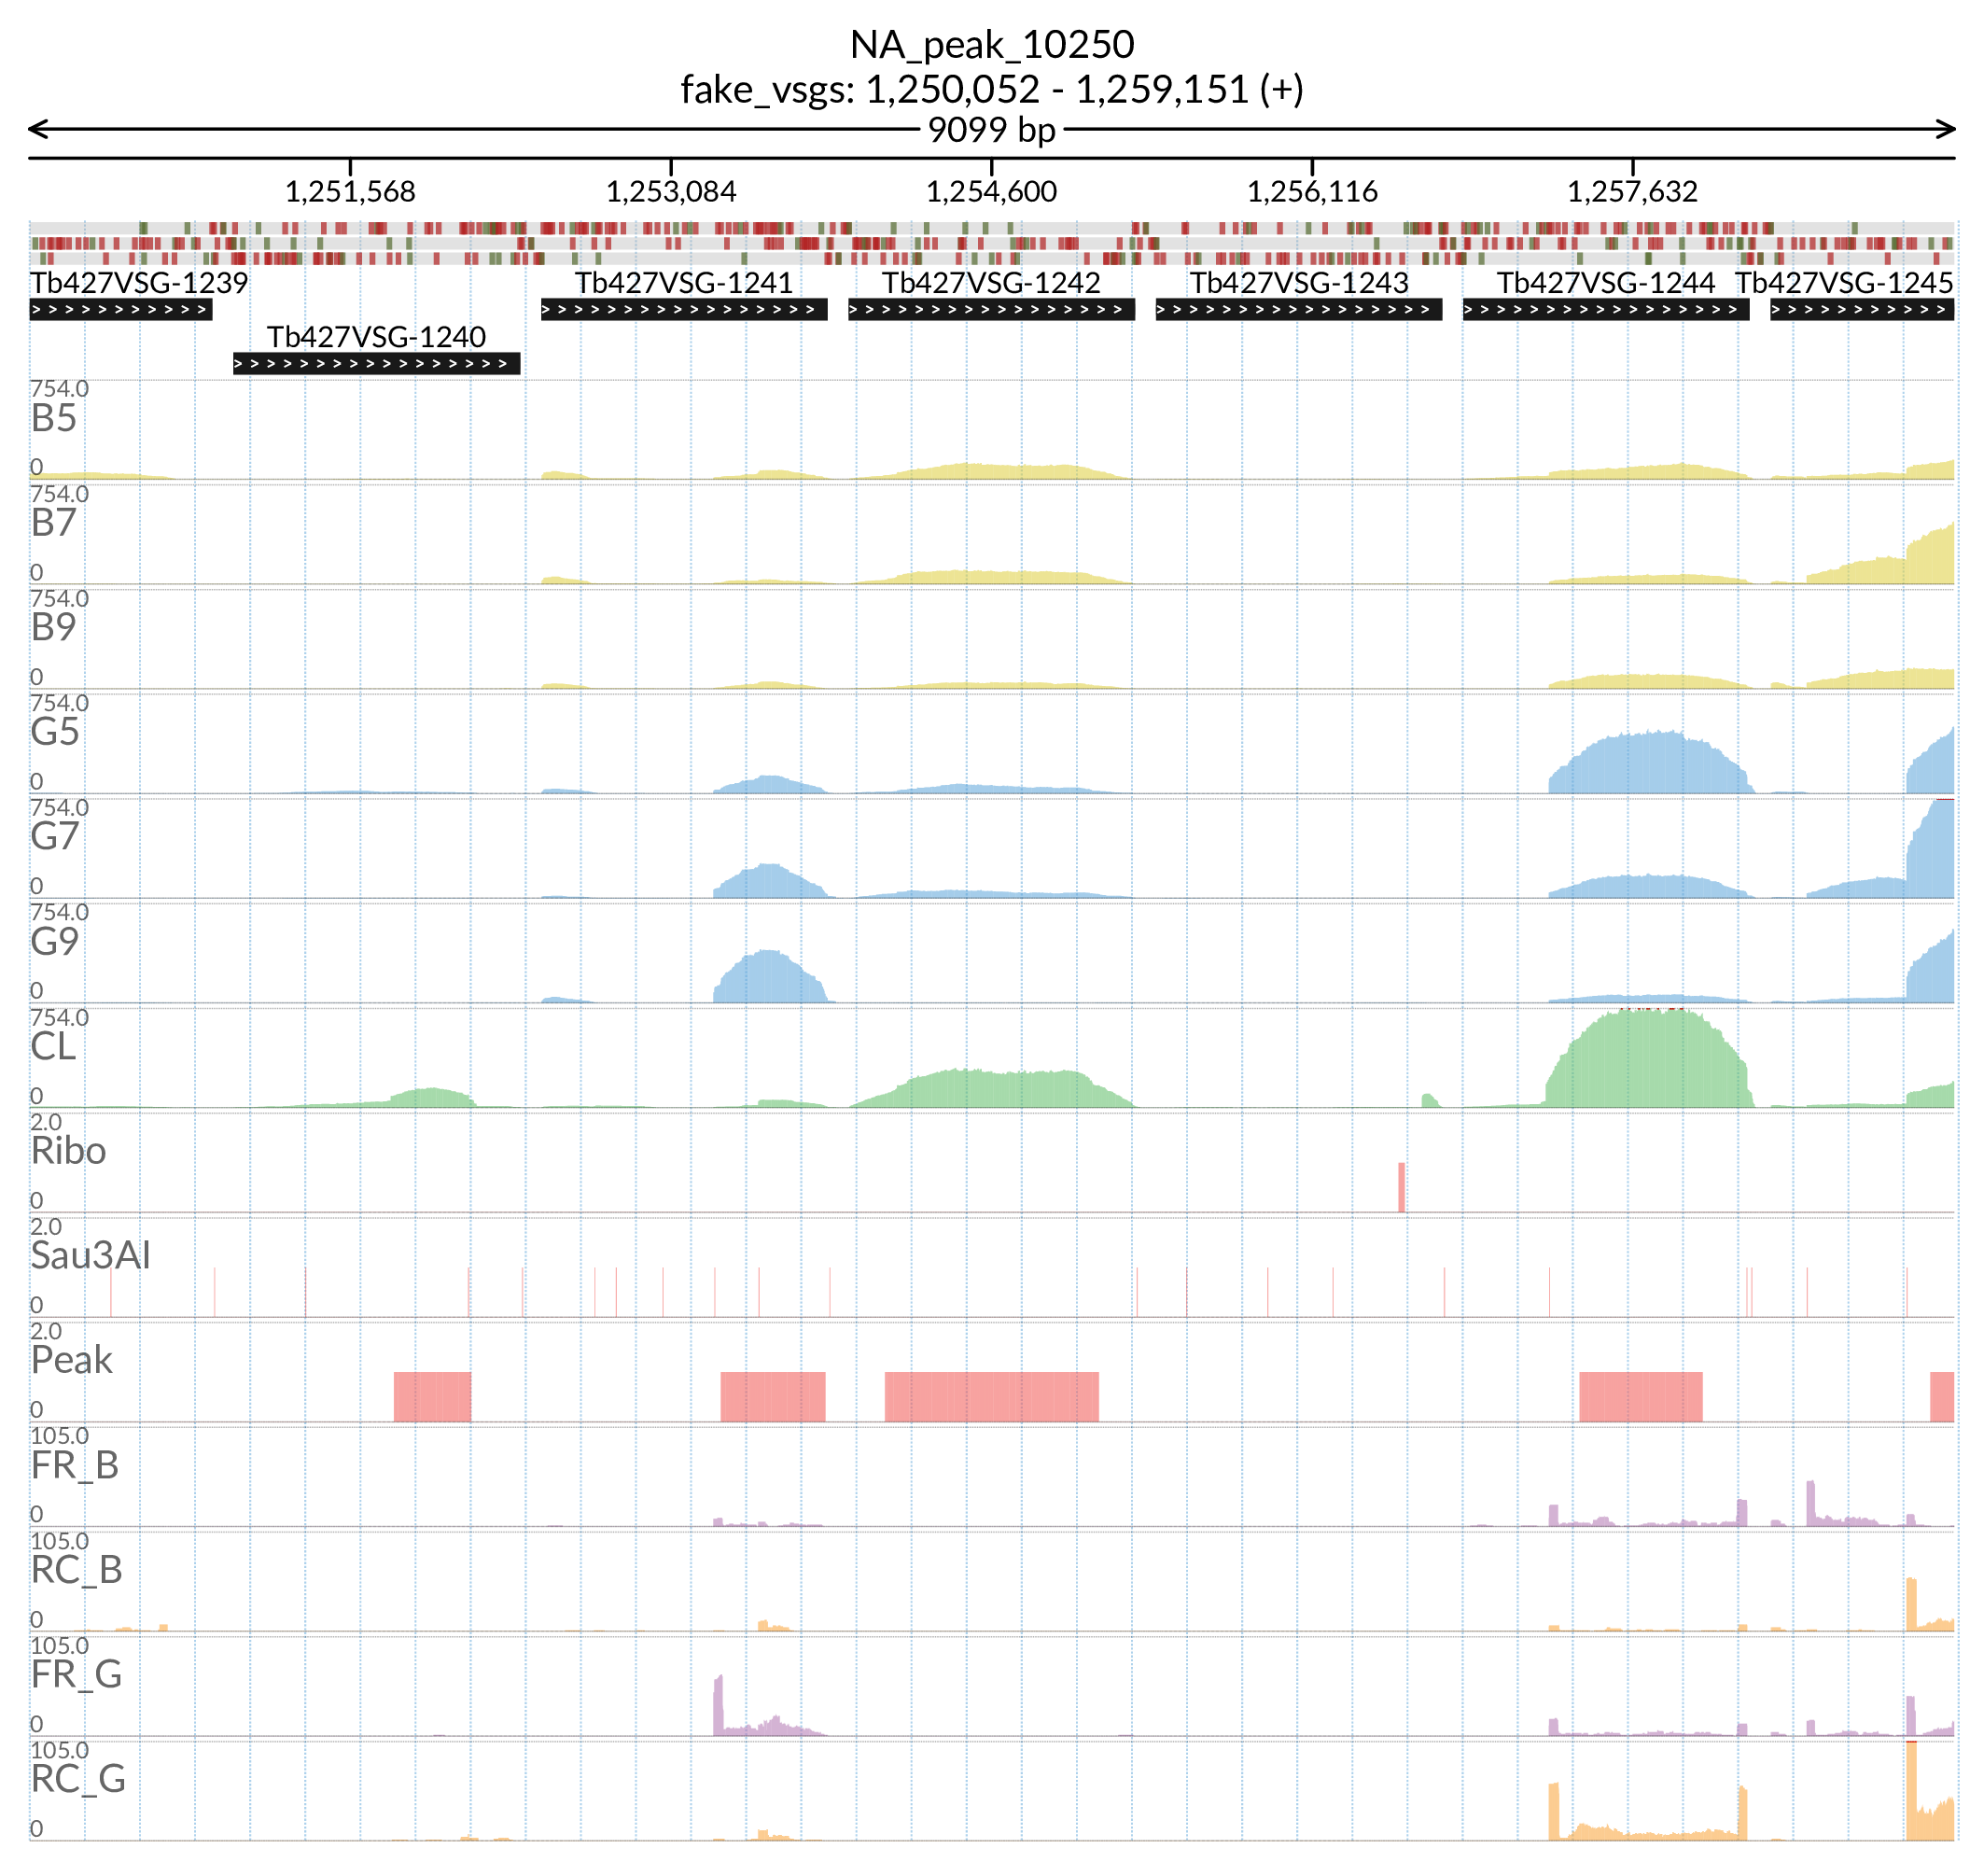 NA_peak_10250
fake_vsgs: 1,250,052 - 1,259,151 (+)
9099 bp
1,251,568 1,253,084 1,254,600 1,256,116 1,257,632
Tb427VSG-1239 Tb427VSG-1241 Tb427VSG-1242 Tb427VSG-1243 Tb427VSG-1244 Tb427VSG-1245
Tb427VSG-1240
754.0
B5
0
754.0
B7
0
754.0
B9
0
754.0
G5
0
754.0
G7
0
754.0
G9
0
754.0
CL
0
2.0
Ribo
0
2.0
Sau3AI
0
2.0
Peak
0
105.0
FR_B
0
105.0
RC_B
0
105.0
FR_G
0
105.0
RC_G
0